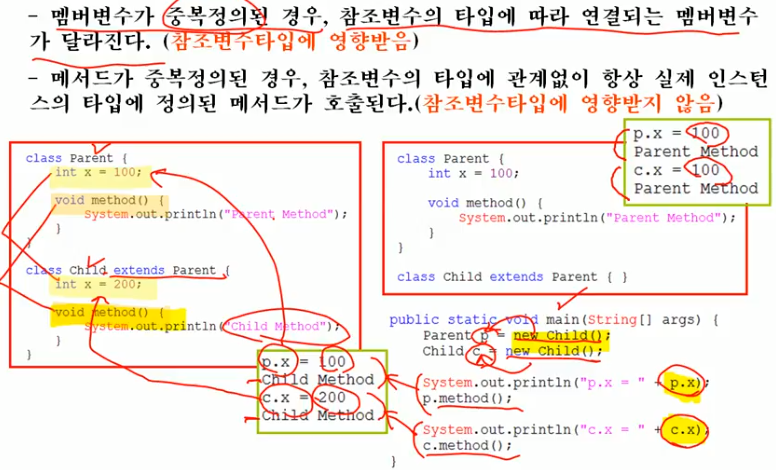 - 멤버변수가 중복정의된 경우, 참조변수의 타입에 따라 연결되는 멤버변수
가 달라진다. (참조변수타입에 영향받음)
- 메서드가 중복정의된 경우, 참조변수의 타입에 관계없이 항상 실제 인스턴
스의 타입에 정의된 메서드가 호출된다.(참조변수타입에 영향받지 않음)
class Parent {
int x = 100;
void method() {
System.out.println("Parent Method");
}
}
class Child extends Parent {
int x = 200;
void method() {
System.out.println("Child Method");
}
}
p.x = 100
Child Method
c.x = 200
Child Method
p.x = 100
Parent Method
c.x = 100
Parent Method
class Parent {
int x = 100;
void method() {
System.out.println("Parent Method");
}
}
class Child extends Parent { }
public static void main(String[] args) {
Parent p = new Child();
Child c = new Child();
System.out.println("p.x = " + p.x);
p.method();
System.out.println("c.x = " + c.x);
c.method();
}